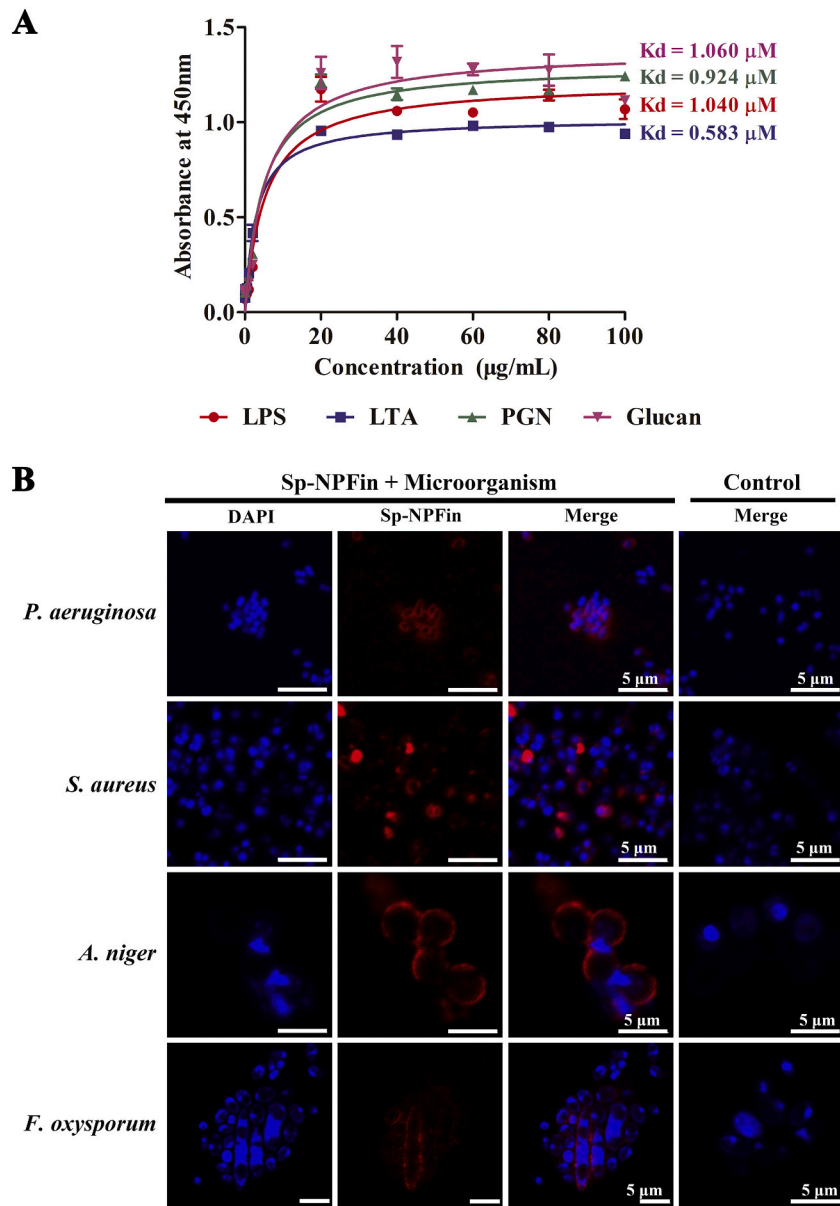 A
Kd = 1.060 µM
Kd = 0.924 µM
Kd = 1.040 µM
Kd = 0.583 µM
Absorbance at 450nm
1.5
1.0
0.5
0.0
0 20 40 60 80 100
Concentration (µg/mL)
LPS LTA PGN Glucan
B
Sp-NPFin + Microorganism Control
DAPI Sp-NPFin Merge Merge
P. aeruginosa
5 µm 5 µm
S. aureus
5 µm 5 µm
A. niger
5 µm 5 µm
F. oxysporum
5 µm 5 µm